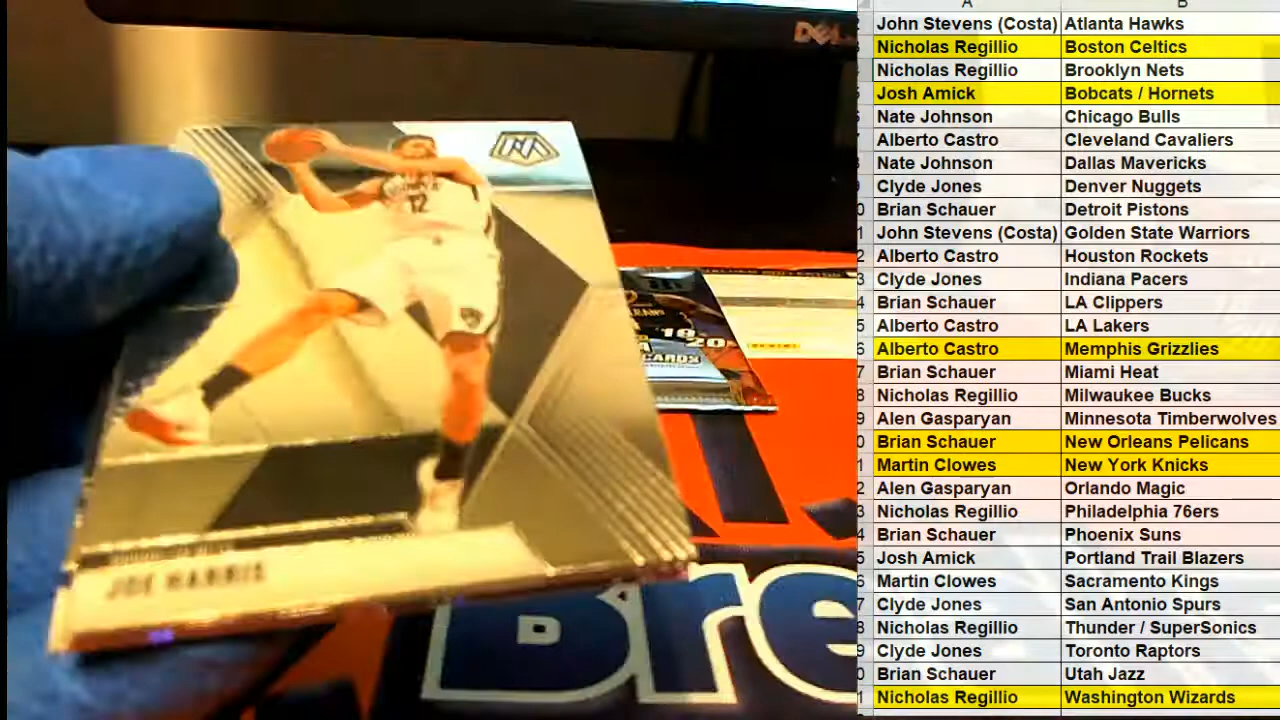 DELL
12
JOE HARRIS
19-
20
CARDS
Bre
A B
John Stevens (Costa) Atlanta Hawks
Nicholas Regillio Boston Celtics
Nicholas Regillio Brooklyn Nets
Josh Amick Bobcats / Hornets
Nate Johnson Chicago Bulls
Alberto Castro Cleveland Cavaliers
Nate Johnson Dallas Mavericks
Clyde Jones Denver Nuggets
Brian Schauer Detroit Pistons
John Stevens (Costa) Golden State Warriors
Alberto Castro Houston Rockets
Clyde Jones Indiana Pacers
Brian Schauer LA Clippers
Alberto Castro LA Lakers
Alberto Castro Memphis Grizzlies
Brian Schauer Miami Heat
Nicholas Regillio Milwaukee Bucks
Alen Gasparyan Minnesota Timberwolves
Brian Schauer New Orleans Pelicans
Martin Clowes New York Knicks
Alen Gasparyan Orlando Magic
Nicholas Regillio Philadelphia 76ers
Brian Schauer Phoenix Suns
Josh Amick Portland Trail Blazers
Martin Clowes Sacramento Kings
Clyde Jones San Antonio Spurs
Nicholas Regillio Thunder / SuperSonics
Clyde Jones Toronto Raptors
Brian Schauer Utah Jazz
Nicholas Regillio Washington Wizards